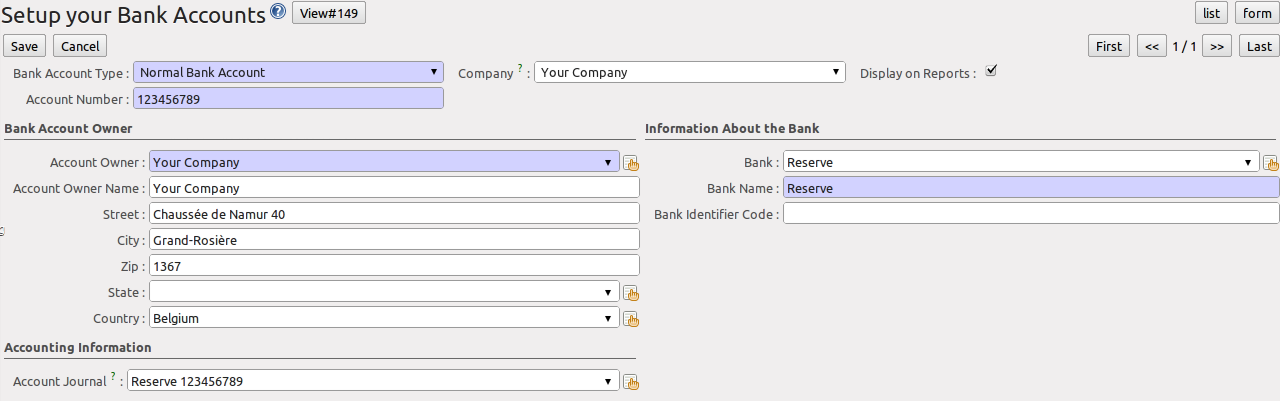 Setup your Bank Accounts ? View#149 list form
Save Cancel First << 1 / 1 >> Last
Bank Account Type : Normal Bank Account Company ? : Your Company Display on Reports :
Account Number : 123456789
Bank Account Owner Information About the Bank
Account Owner : Your Company Bank : Reserve
Account Owner Name : Your Company Bank Name : Reserve
Street : Chaussée de Namur 40 Bank Identifier Code :
City : Grand-Rosière
Zip : 1367
State :
Country : Belgium
Accounting Information
Account Journal ? : Reserve 123456789